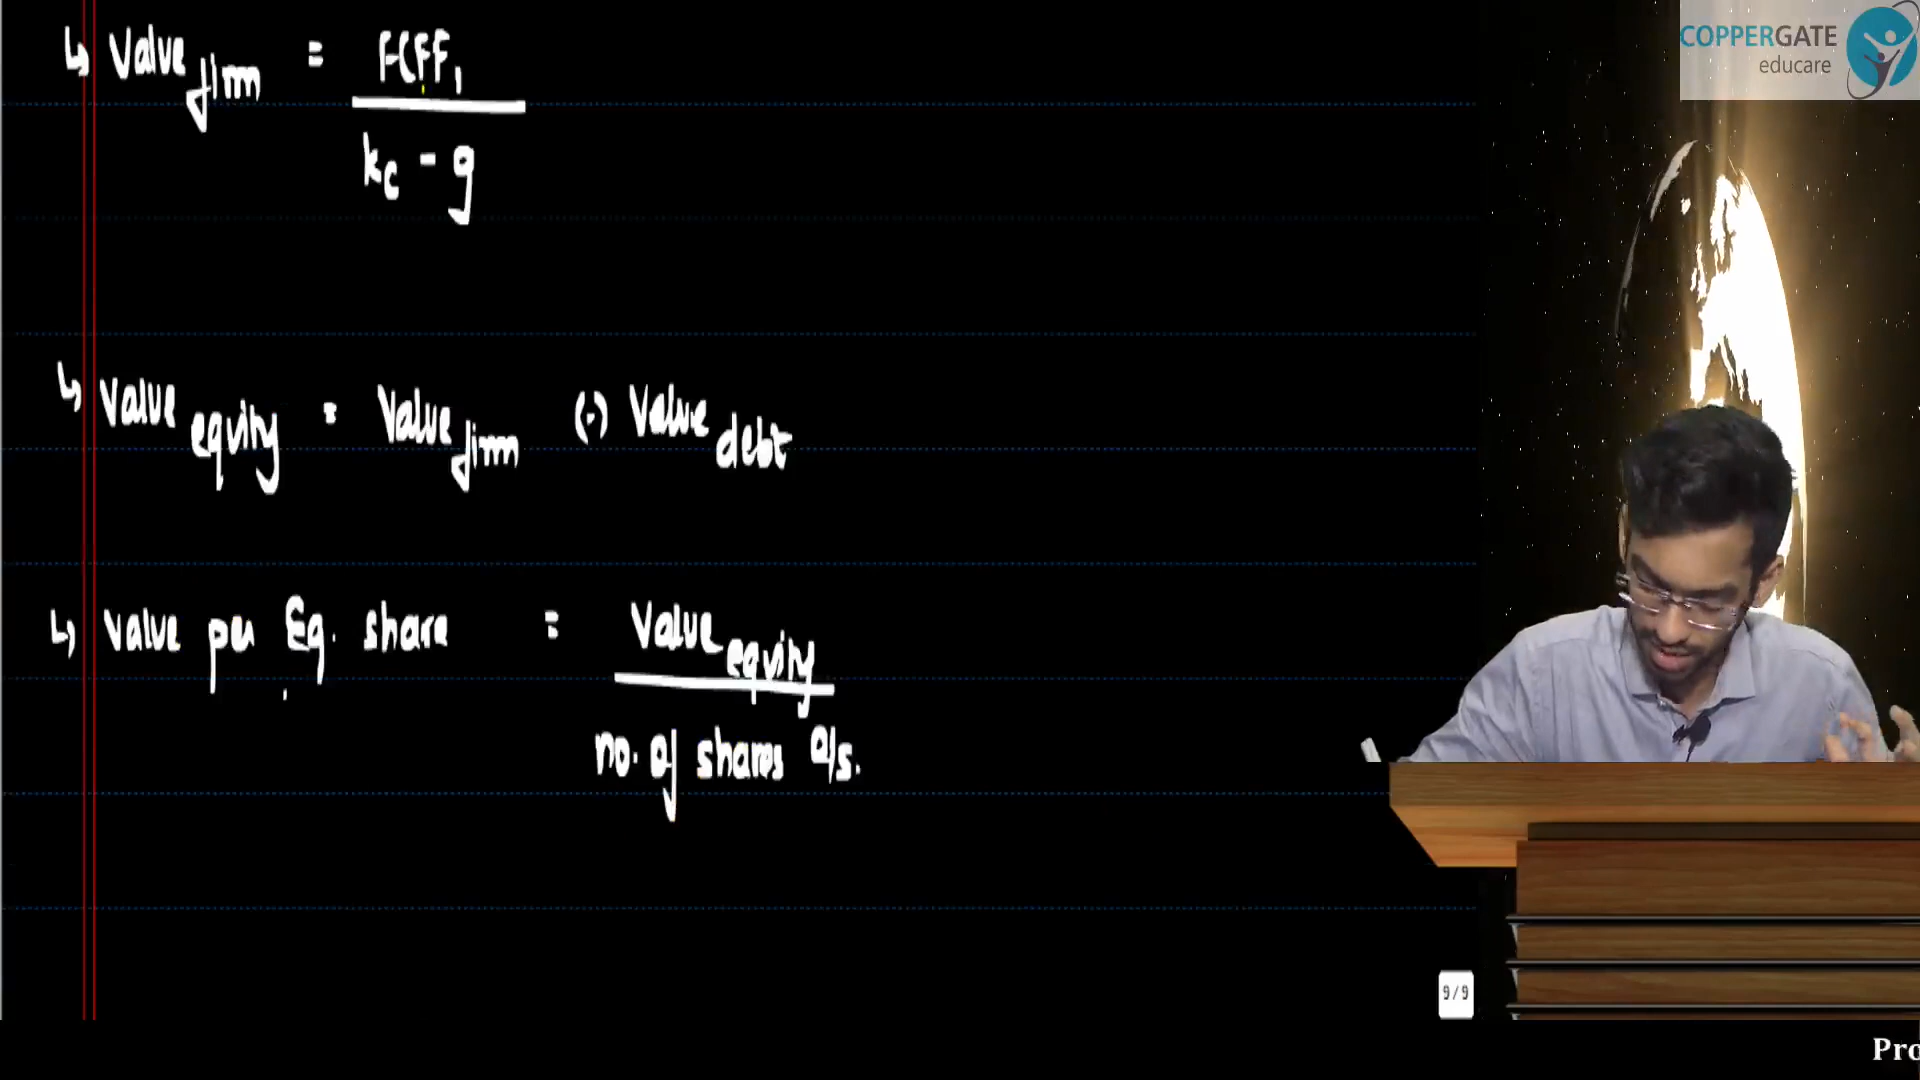 COPPERGATE
educare
↳ Value firm = FCFF₁
kc - g
↳ Value equity = Value firm (-) Value debt
↳ Value per Eq. share = Value equity
no. of shares o/s.
9/9
Pro